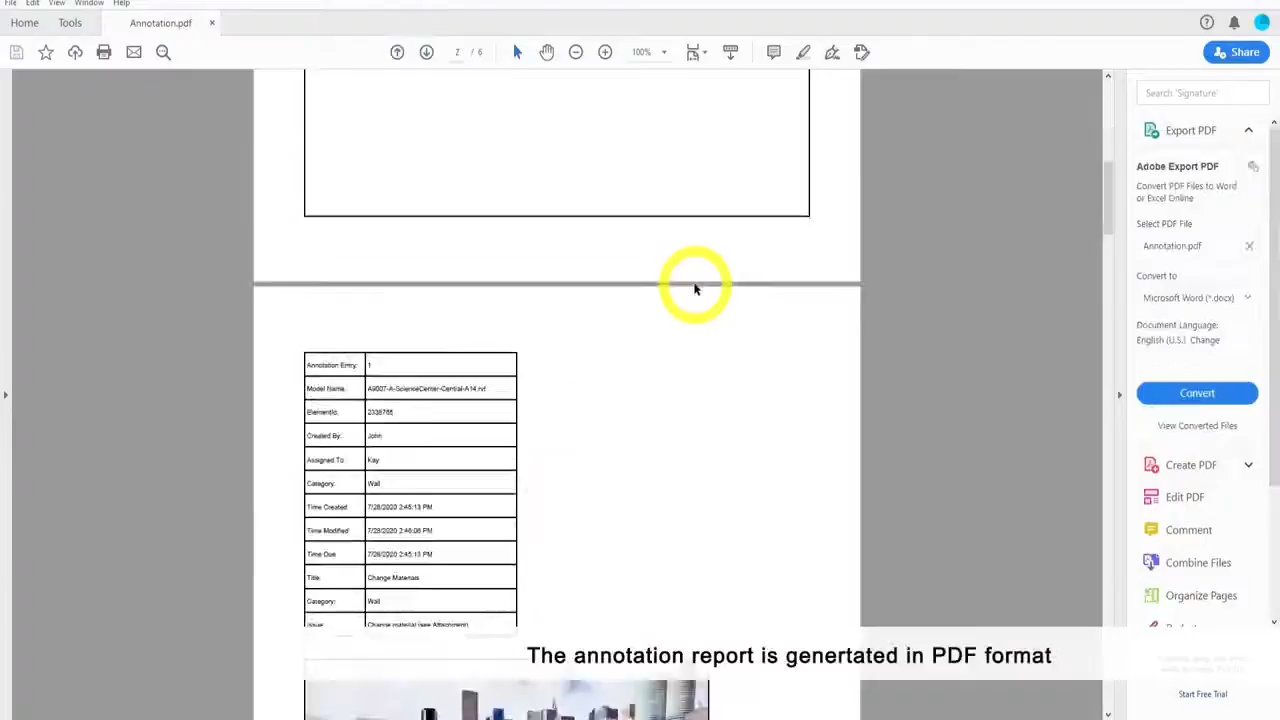 File Edit View Window Help
Home Tools Annotation.pdf ×
2 / 6 100% Share
Search 'Signature'
Export PDF
Adobe Export PDF
Convert PDF Files to Word
or Excel Online
Select PDF File
Annotation.pdf
Convert to
Microsoft Word (*.docx)
Document Language:
English (U.S.) Change
Convert
View Converted Files
Create PDF
Edit PDF
Comment
Combine Files
Organize Pages
Start Free Trial
Annotation Entry: 1
Model Name: A9007-A-ScienceCenter-Central-A14.rvt
ElementId: 2338765
Created By: John
Assigned To Kay
Category: Wall
Time Created 7/28/2020 2:45:13 PM
Time Modified 7/28/2020 2:46:06 PM
Time Due 7/28/2020 2:45:13 PM
Title: Change Materials
Category: Wall
Issue: Change material (see Attachment)
The annotation report is genertated in PDF format